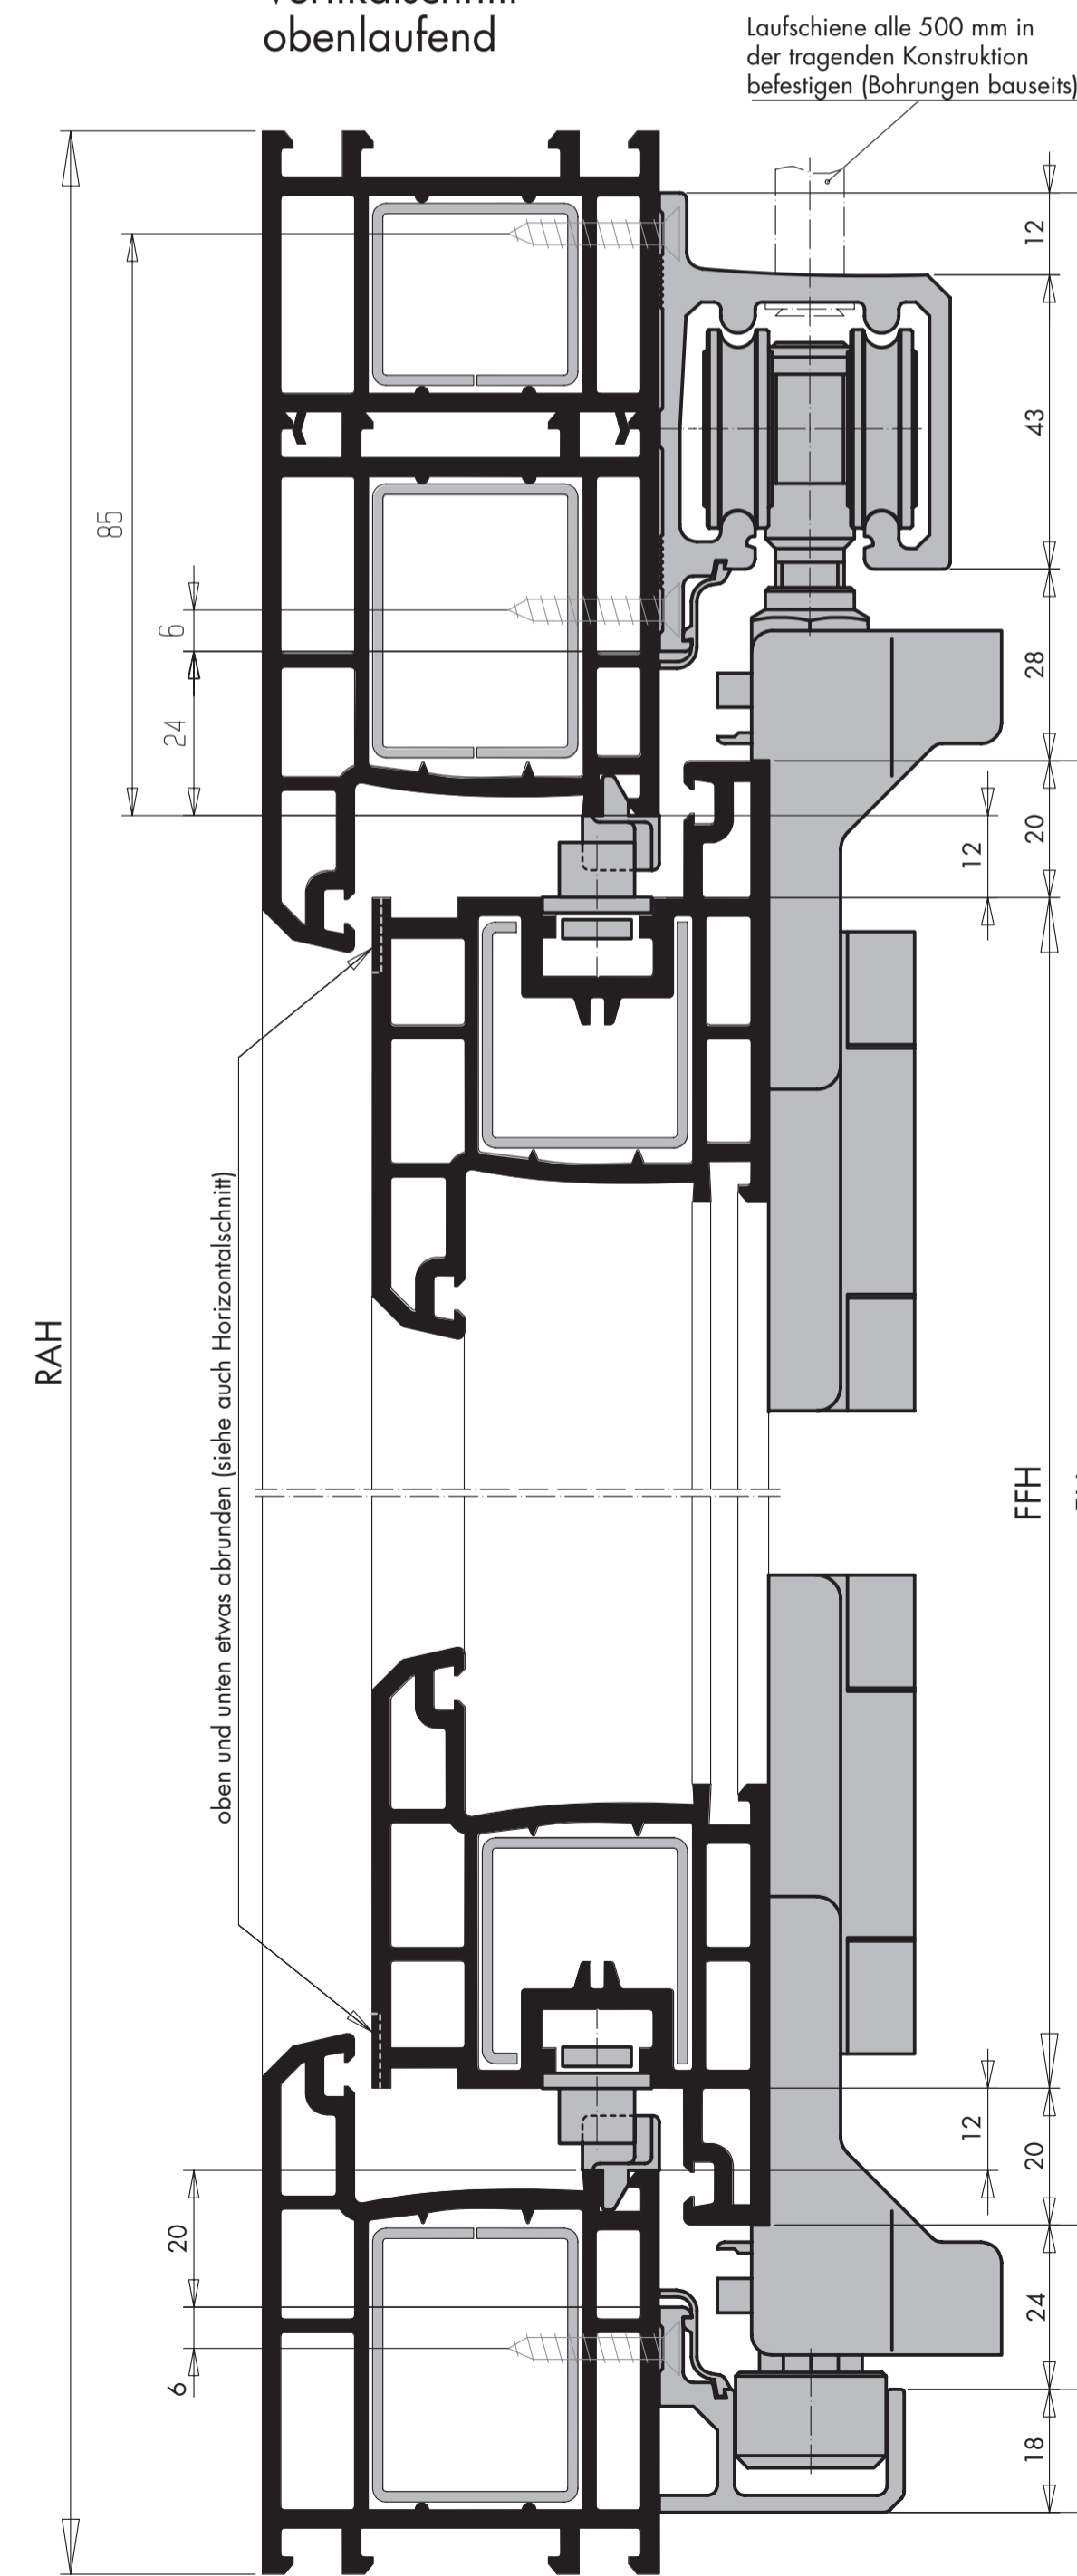 obenlaufend
Laufschiene alle 500 mm in
der tragenden Konstruktion
befestigen (Bohrungen bauseits)
12
85
43
6
28
24
20
12
oben und unten etwas abrunden (siehe auch Horizontalschnitt)
RAH
FFH
12
20
20
24
6
18